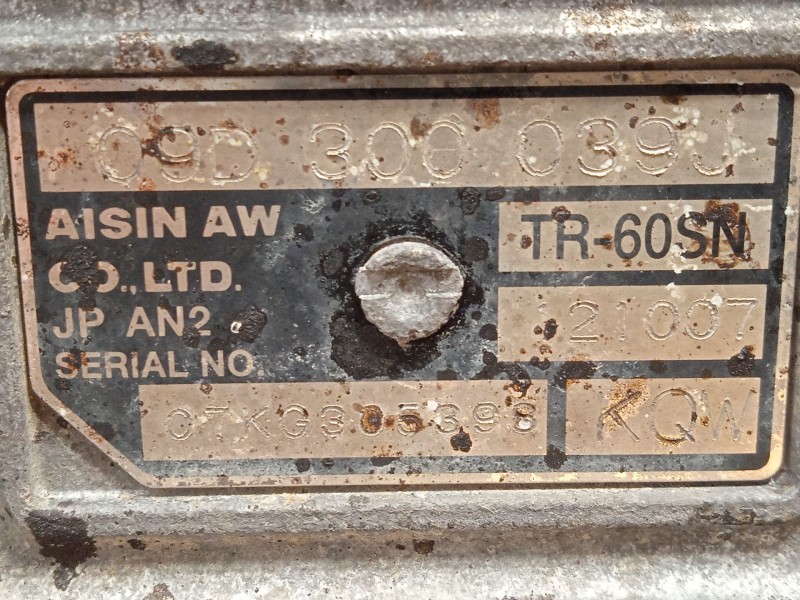 09D 300 039J
AISIN AW
CO.,LTD.
TR-60SN
JP AN2
121007
SERIAL NO.
07KG305398
KQW